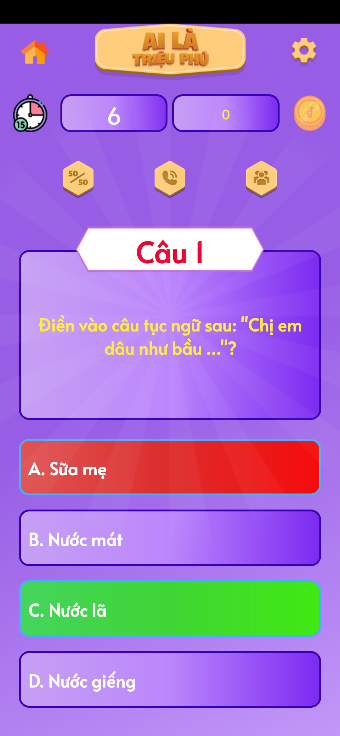 AI LÀ
TRIỆU PHÚ
15
6
0
50/50
Câu 1
Điền vào câu tục ngữ sau: "Chị em
dâu như bầu ..."?
A. Sữa mẹ
B. Nước mát
C. Nước lã
D. Nước giếng